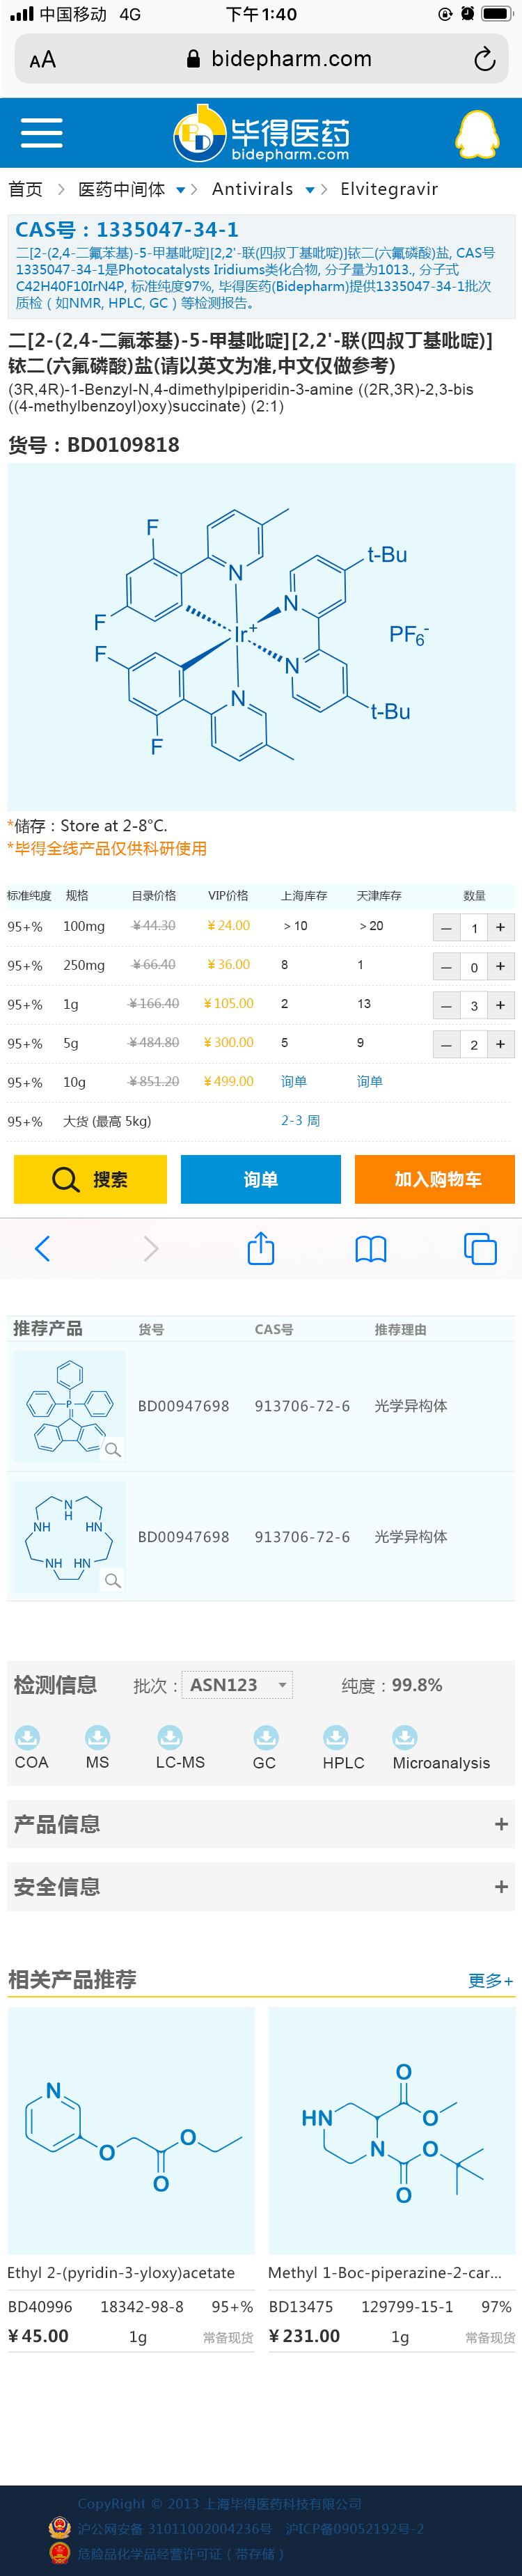 中国移动 4G 下午1:40
AA bidepharm.com
毕得医药
bidepharm.com
首页 > 医药中间体 > Antivirals > Elvitegravir
CAS号：1335047-34-1
二[2-(2,4-二氟苯基)-5-甲基吡啶][2,2'-联(四叔丁基吡啶)]铱二(六氟磷酸)盐, CAS号
1335047-34-1是Photocatalysts Iridiums类化合物, 分子量为1013., 分子式
C42H40F10IrN4P, 标准纯度97%, 毕得医药(Bidepharm)提供1335047-34-1批次
质检（如NMR, HPLC, GC）等检测报告。
二[2-(2,4-二氟苯基)-5-甲基吡啶][2,2'-联(四叔丁基吡啶)]
铱二(六氟磷酸)盐(请以英文为准,中文仅做参考)
(3R,4R)-1-Benzyl-N,4-dimethylpiperidin-3-amine ((2R,3R)-2,3-bis
((4-methylbenzoyl)oxy)succinate) (2:1)
货号：BD0109818
F
t-Bu
N
N
F
Ir+
PF6-
F
N
N
t-Bu
F
*储存：Store at 2-8°C.
*毕得全线产品仅供科研使用
标准纯度 规格 目录价格 VIP价格 上海库存 天津库存 数量
95+% 100mg ¥44.30 ¥24.00 >10 >20 — 1 +
95+% 250mg ¥66.40 ¥36.00 8 1 — 0 +
95+% 1g ¥166.40 ¥105.00 2 13 — 3 +
95+% 5g ¥484.80 ¥300.00 5 9 — 2 +
95+% 10g ¥851.20 ¥499.00 询单 询单
95+% 大货 (最高 5kg) 2-3 周
搜索 询单 加入购物车
推荐产品 货号 CAS号 推荐理由
P
BD00947698 913706-72-6 光学异构体
N
H
NH HN
NH HN
BD00947698 913706-72-6 光学异构体
检测信息 批次：ASN123 纯度：99.8%
COA MS LC-MS GC HPLC Microanalysis
产品信息 +
安全信息 +
相关产品推荐 更多+
N
O
O
O
O
HN
O
N
O
O
Ethyl 2-(pyridin-3-yloxy)acetate Methyl 1-Boc-piperazine-2-car...
BD40996 18342-98-8 95+% BD13475 129799-15-1 97%
¥45.00 1g 常备现货 ¥231.00 1g 常备现货
CopyRight © 2013 上海毕得医药科技有限公司
沪公网安备 31011002004236号 沪ICP备09052192号-2
危险品化学品经营许可证（带存储）